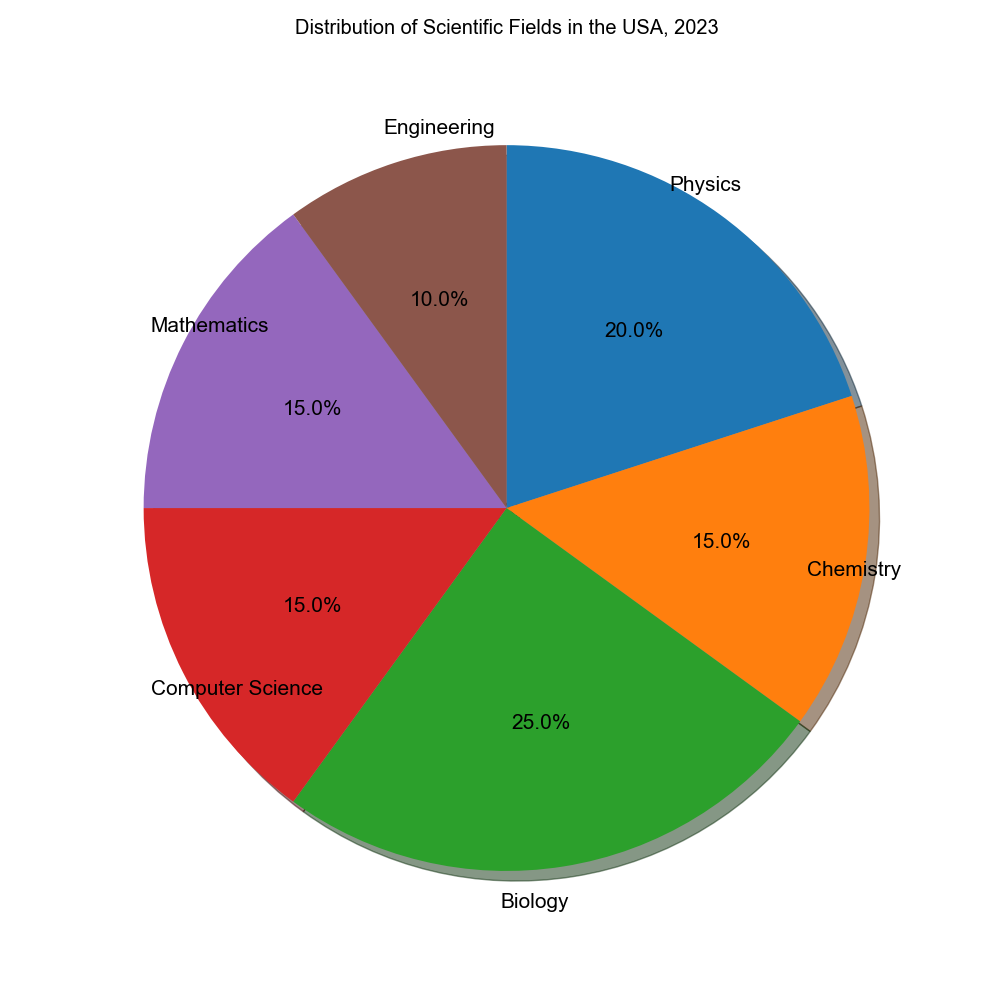 Distribution of Scientific Fields in the USA, 2023
Engineering
Physics
10.0%
Mathematics
20.0%
15.0%
15.0%
Chemistry
15.0%
Computer Science
25.0%
Biology